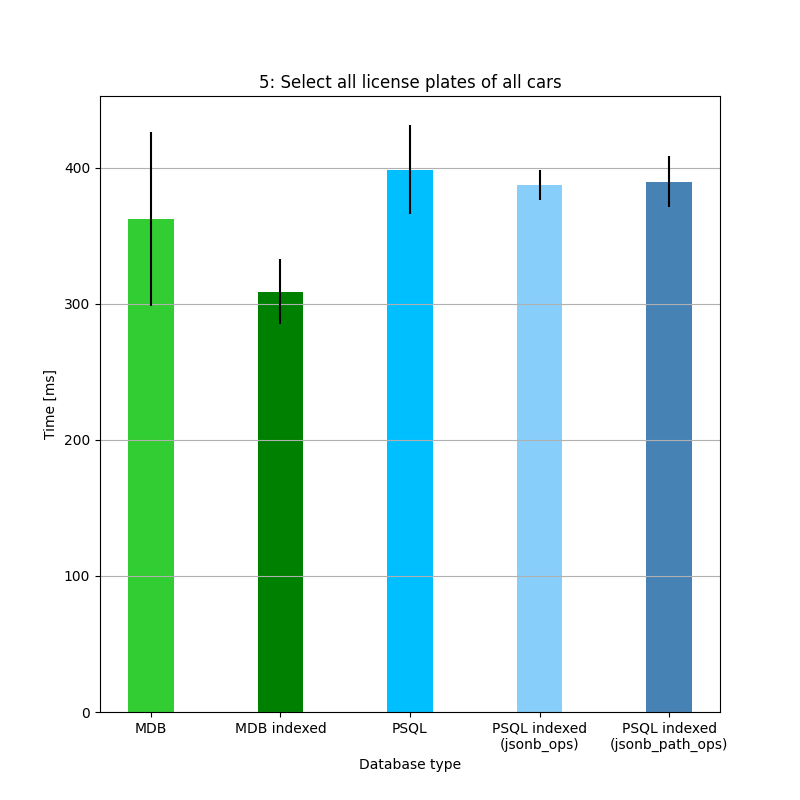 5: Select all license plates of all cars
Time [ms]
400
300
200
100
0
MDB
MDB indexed
PSQL
PSQL indexed
(jsonb_ops)
PSQL indexed
(jsonb_path_ops)
Database type